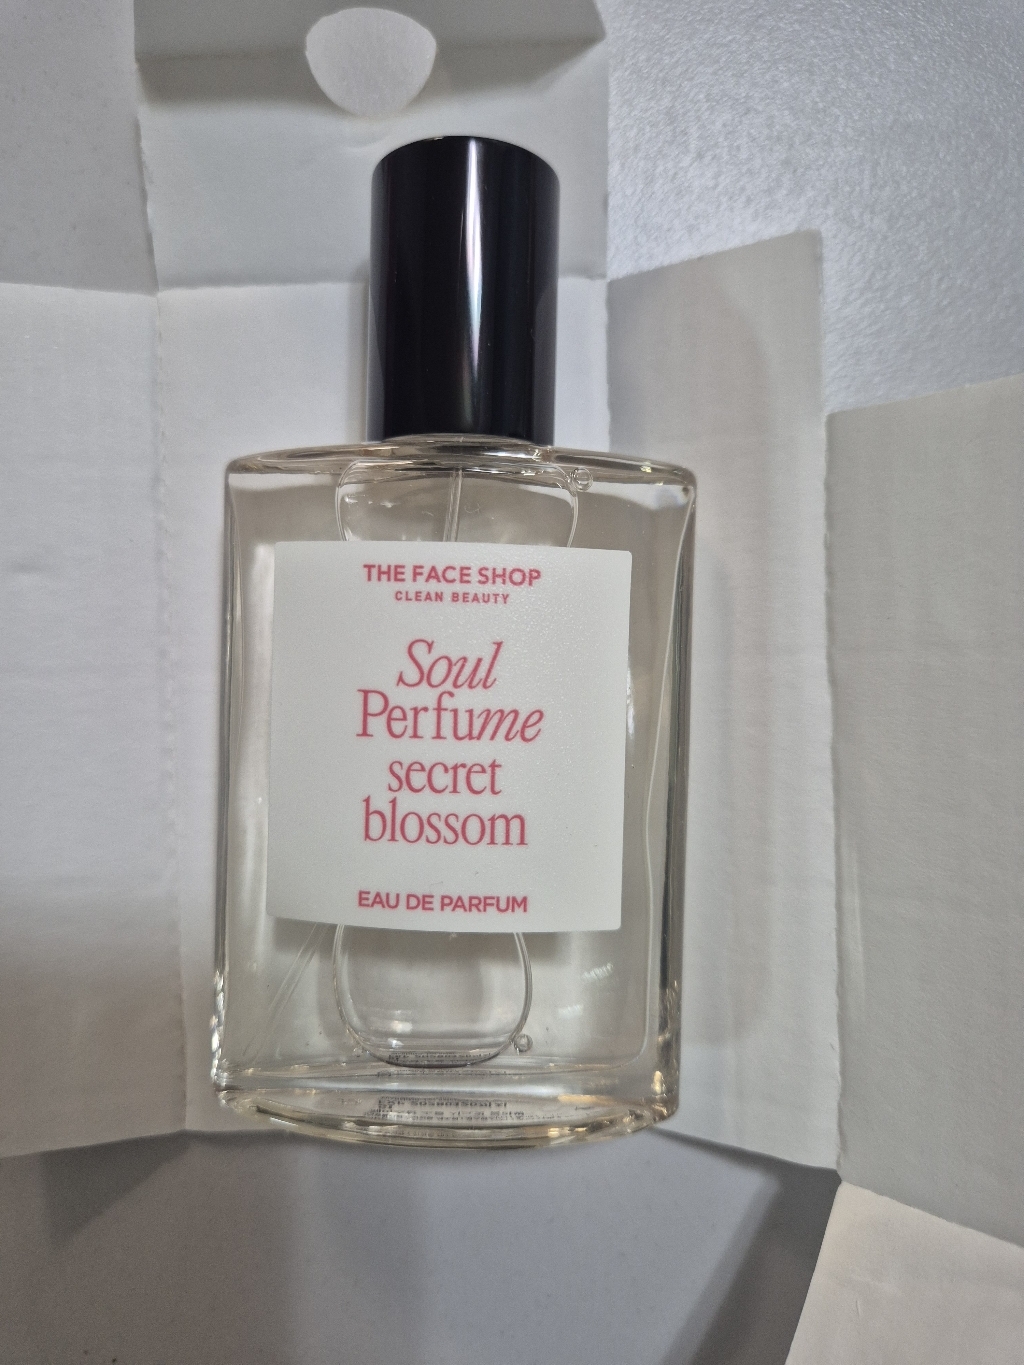 THE FACE SHOP
CLEAN BEAUTY
Soul
Perfume
secret
blossom
EAU DE PARFUM